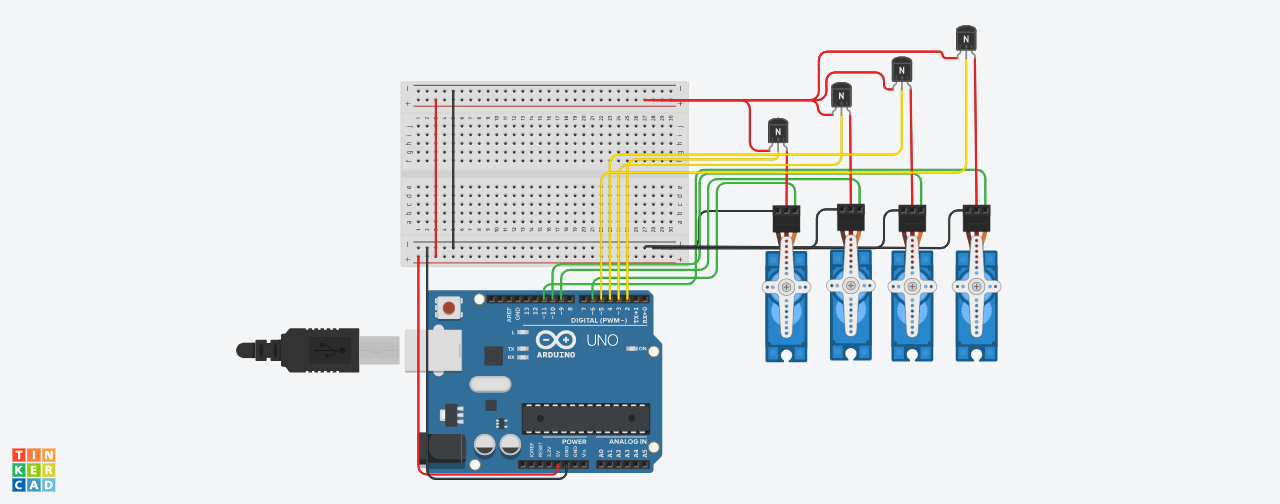 N
N
N
N
AREF
GND
13
12
~11
~10
~9
8
7
~6
~5
4
~3
2
TX→1
RX←0
DIGITAL (PWM~)
L
TX
RX
ARDUINO
UNO
ON
POWER
ANALOG IN
IOREF
RESET
3.3V
5V
GND
GND
Vin
A0
A1
A2
A3
A4
A5
TIN
KER
CAD